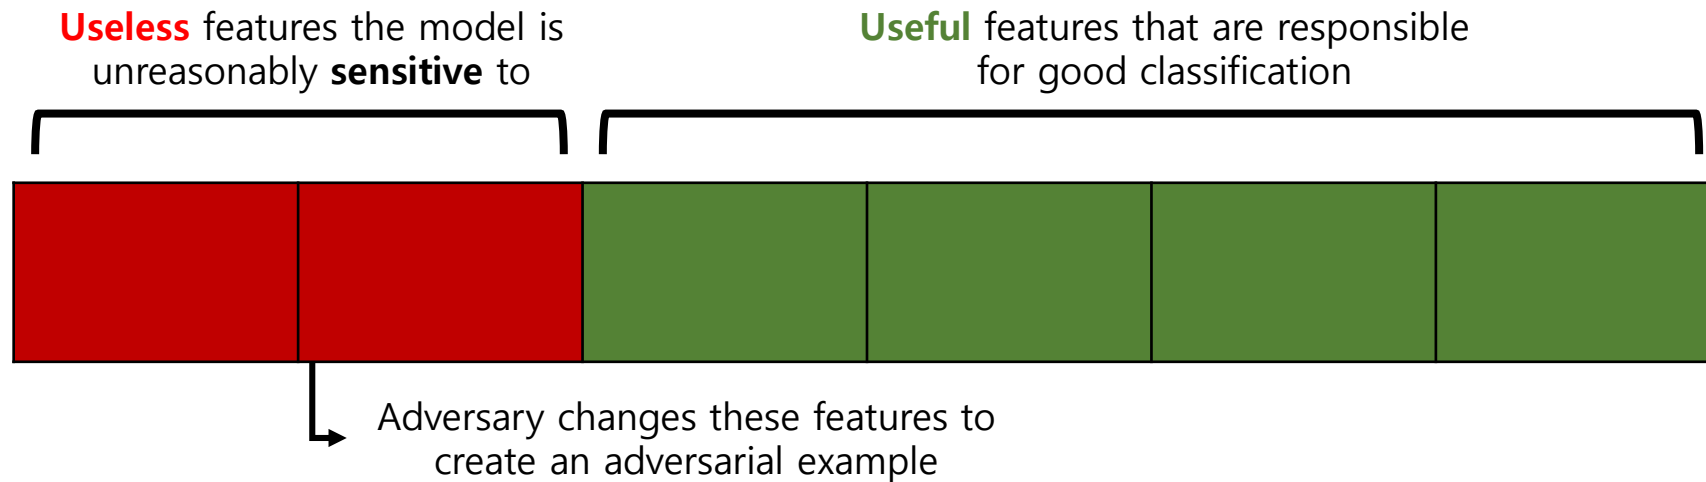 Useless features the model is
unreasonably sensitive to
Useful features that are responsible
for good classification
Adversary changes these features to
create an adversarial example